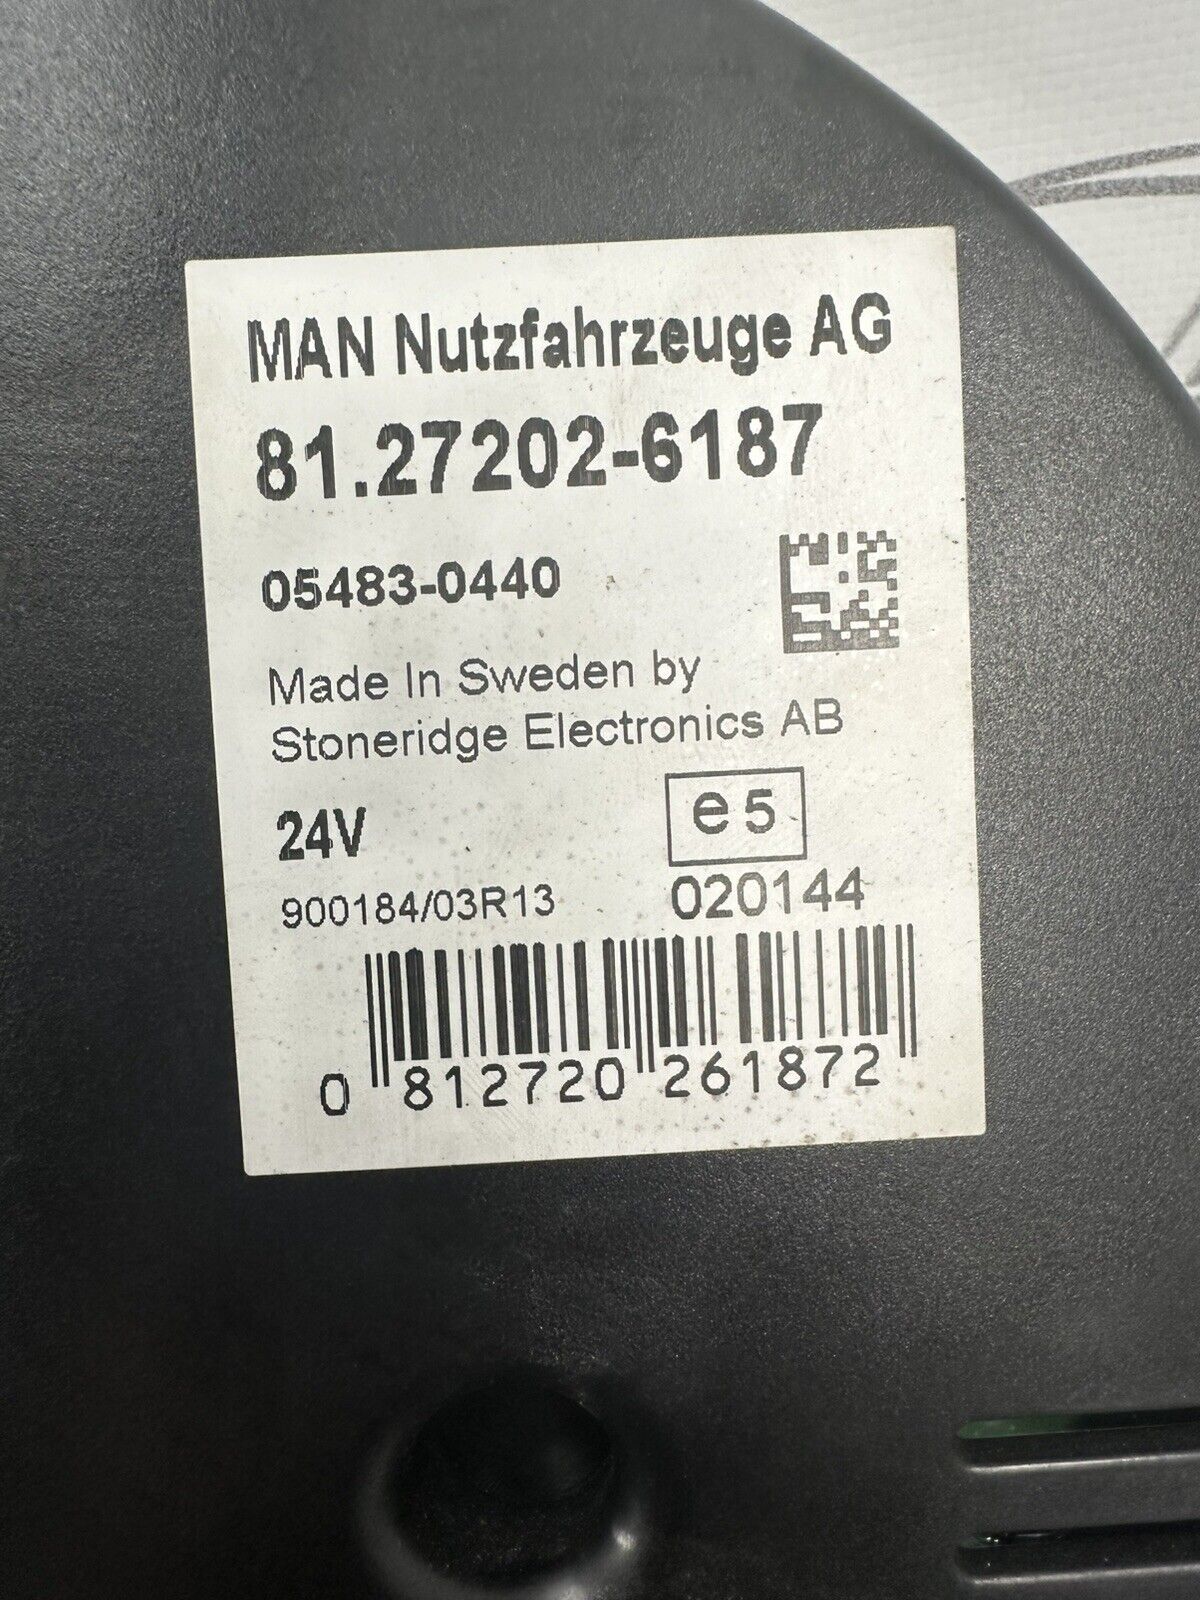 MAN Nutzfahrzeuge AG
81.27202-6187
05483-0440
Made In Sweden by
Stoneridge Electronics AB
24V
e5
900184/03R13
020144
0 812720 261872